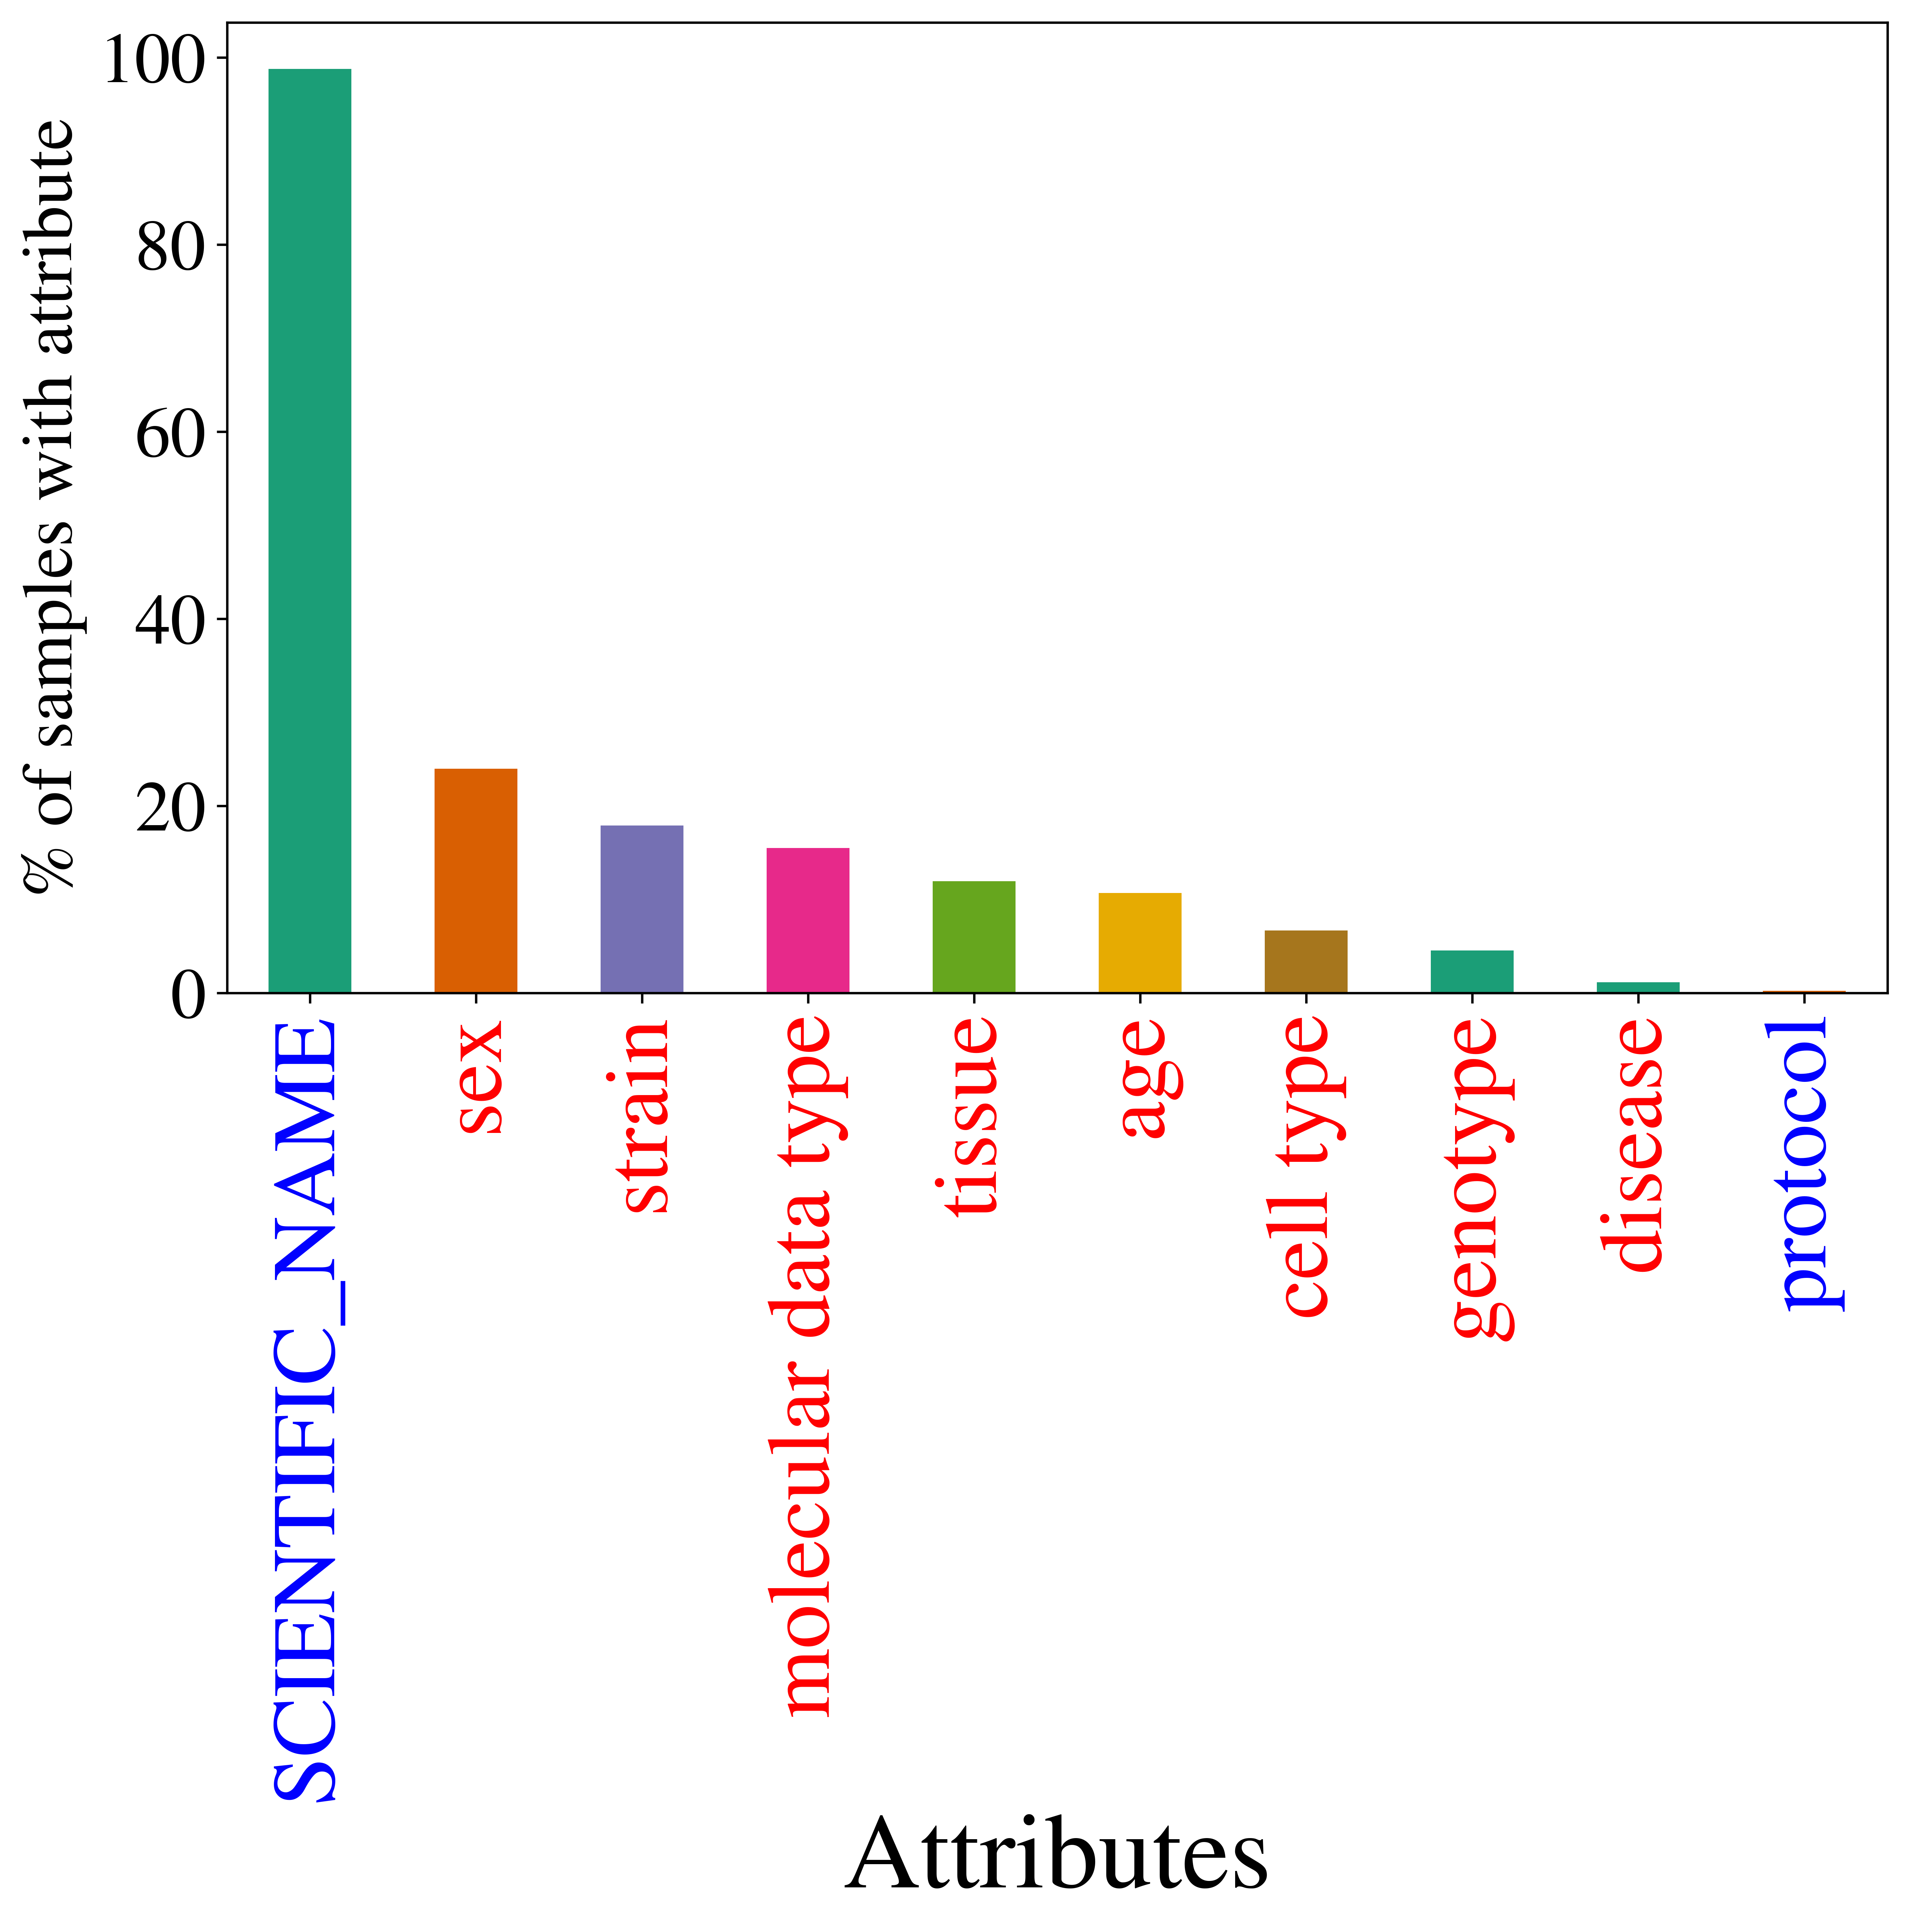 % of samples with attribute
100
80
60
40
20
0
SCIENTIFIC_NAME
sex
strain
molecular data type
tissue
age
cell type
genotype
disease
protocol
Attributes